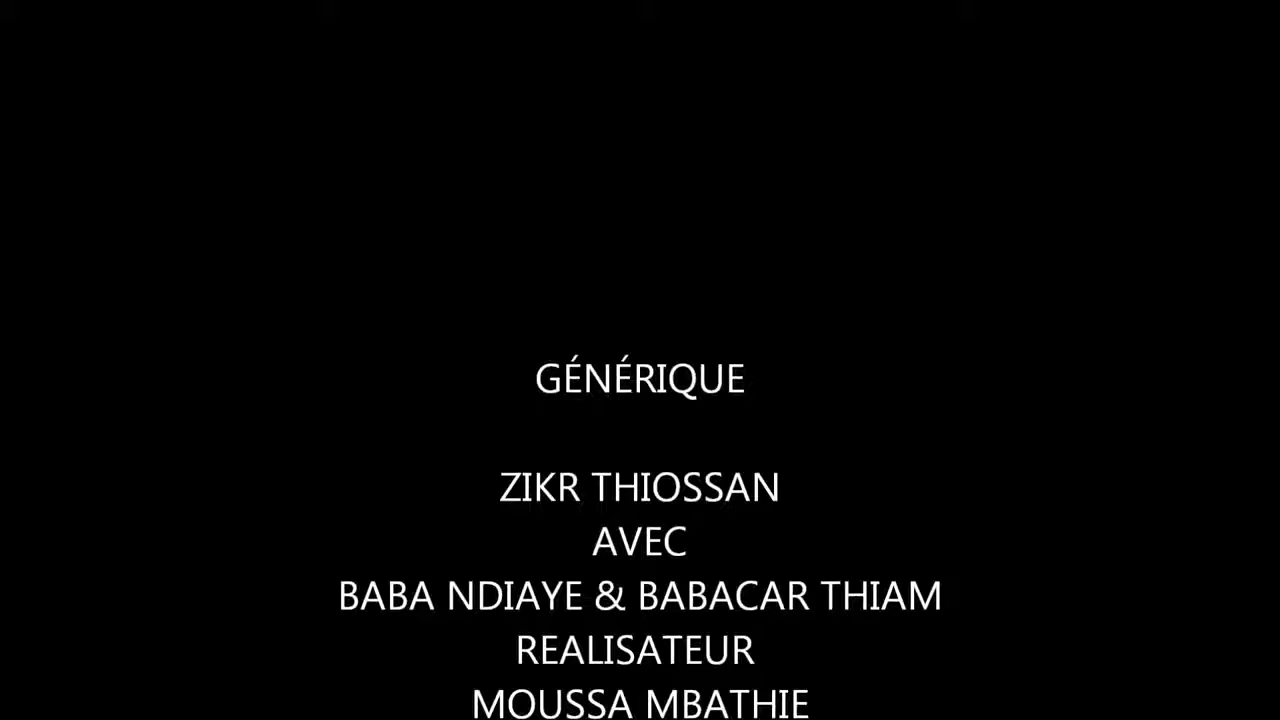 GÉNÉRIQUE
ZIKR THIOSSAN
AVEC
BABA NDIAYE & BABACAR THIAM
REALISATEUR
MOUSSA MBATHIE